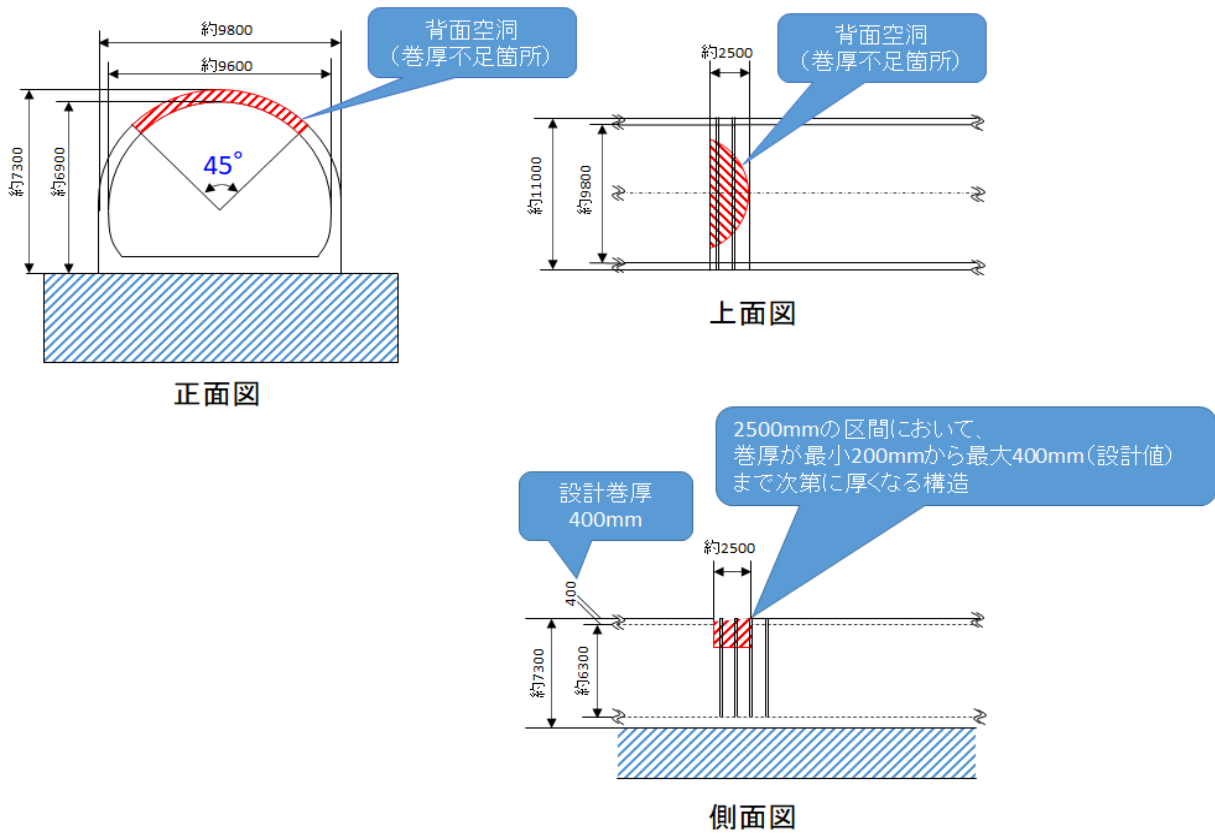 約9800
約9600
背面空洞
(巻厚不足箇所)
約7300
約6900
45°
正面図
約2500
背面空洞
(巻厚不足箇所)
約11000
約9800
上面図
2500mmの区間において、
巻厚が最小200mmから最大400mm(設計値)
まで次第に厚くなる構造
設計巻厚
400mm
約2500
400
約7300
約6300
側面図